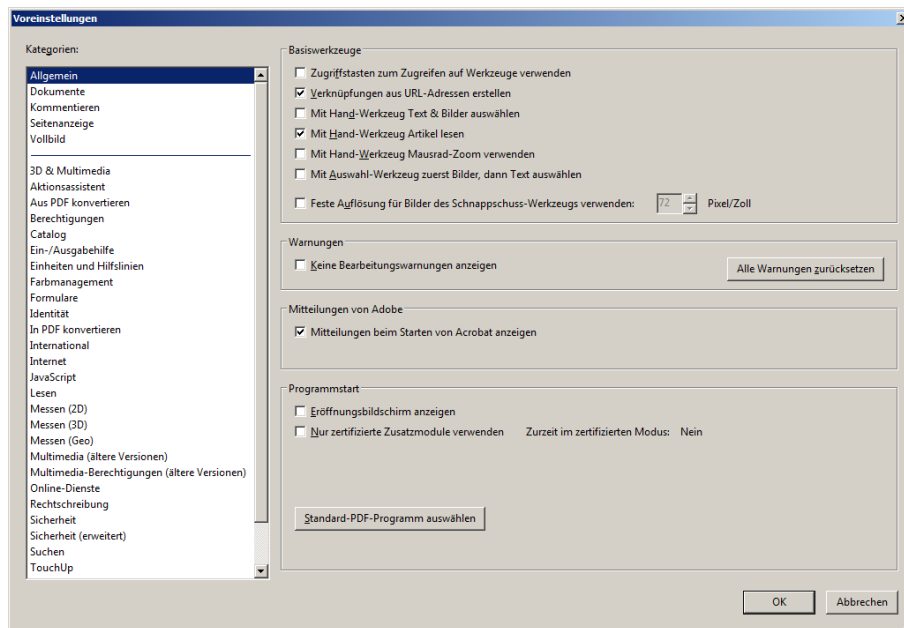 Voreinstellungen
Kategorien:
Allgemein
Dokumente
Kommentieren
Seitenanzeige
Vollbild
3D & Multimedia
Aktionsassistent
Aus PDF konvertieren
Berechtigungen
Catalog
Ein-/Ausgabehilfe
Einheiten und Hilfslinien
Farbmanagement
Formulare
Identität
In PDF konvertieren
International
Internet
JavaScript
Lesen
Messen (2D)
Messen (3D)
Messen (Geo)
Multimedia (ältere Versionen)
Multimedia-Berechtigungen (ältere Versionen)
Online-Dienste
Rechtschreibung
Sicherheit
Sicherheit (erweitert)
Suchen
TouchUp
Basiswerkzeuge
Zugriffstasten zum Zugreifen auf Werkzeuge verwenden
Verknüpfungen aus URL-Adressen erstellen
Mit Hand-Werkzeug Text & Bilder auswählen
Mit Hand-Werkzeug Artikel lesen
Mit Hand-Werkzeug Mausrad-Zoom verwenden
Mit Auswahl-Werkzeug zuerst Bilder, dann Text auswählen
Feste Auflösung für Bilder des Schnappschuss-Werkzeugs verwenden: 72 Pixel/Zoll
Warnungen
Keine Bearbeitungswarnungen anzeigen Alle Warnungen zurücksetzen
Mitteilungen von Adobe
Mitteilungen beim Starten von Acrobat anzeigen
Programmstart
Eröffnungsbildschirm anzeigen
Nur zertifizierte Zusatzmodule verwenden Zurzeit im zertifizierten Modus: Nein
Standard-PDF-Programm auswählen
OK Abbrechen